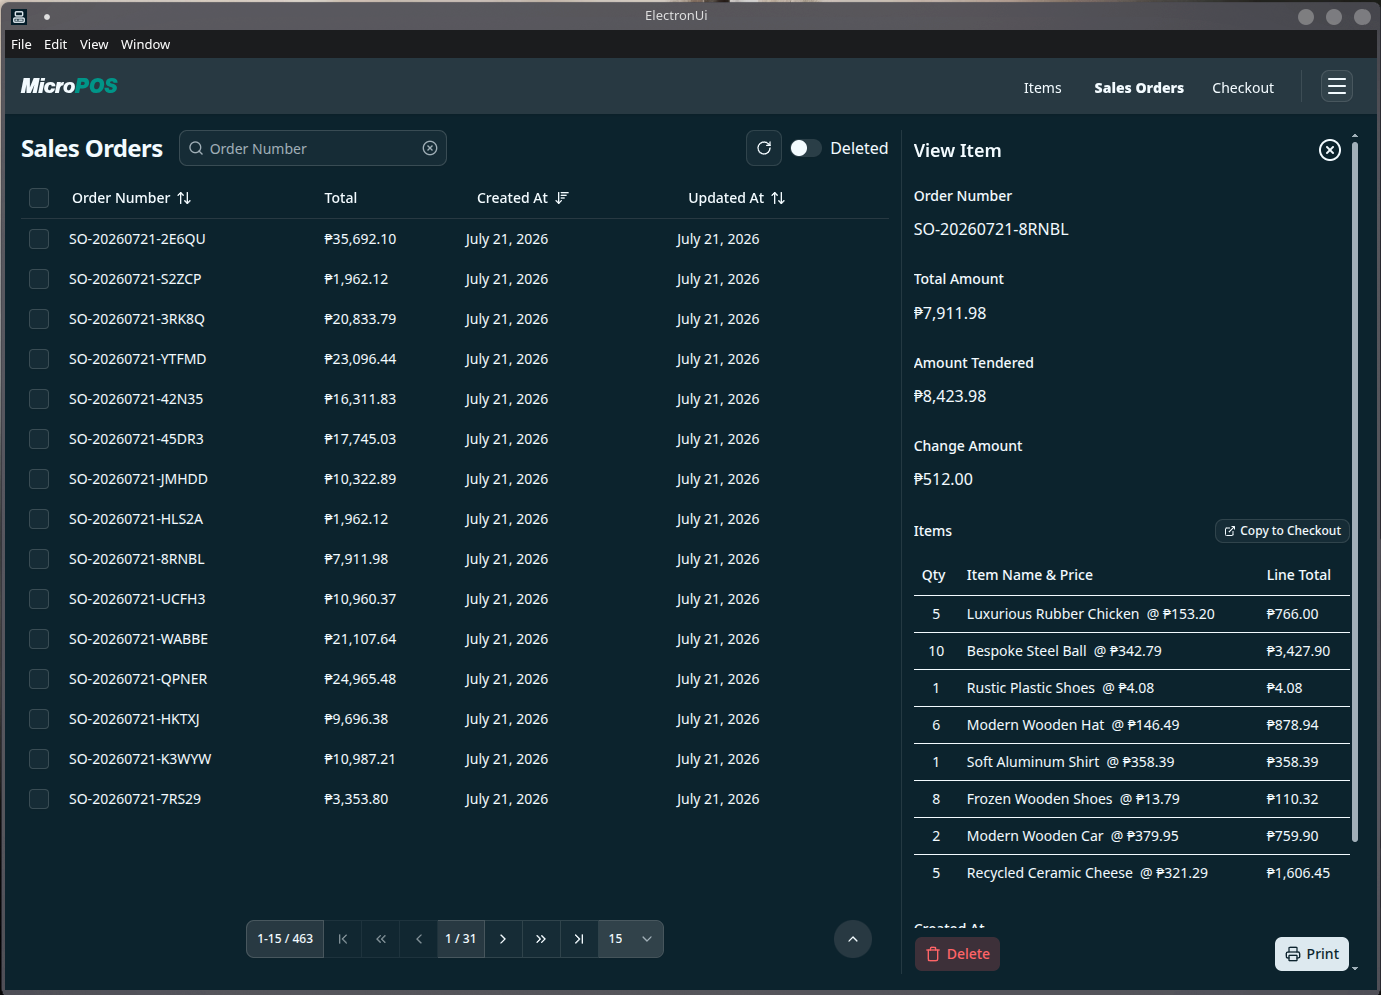 ElectronUi
File Edit View Window
MicroPOS
Items Sales Orders Checkout
Sales Orders
Order Number
Deleted
Order Number Total Created At Updated At
SO-20260721-2E6QU ₱35,692.10 July 21, 2026 July 21, 2026
SO-20260721-S2ZCP ₱1,962.12 July 21, 2026 July 21, 2026
SO-20260721-3RK8Q ₱20,833.79 July 21, 2026 July 21, 2026
SO-20260721-YTFMD ₱23,096.44 July 21, 2026 July 21, 2026
SO-20260721-42N35 ₱16,311.83 July 21, 2026 July 21, 2026
SO-20260721-45DR3 ₱17,745.03 July 21, 2026 July 21, 2026
SO-20260721-JMHDD ₱10,322.89 July 21, 2026 July 21, 2026
SO-20260721-HLS2A ₱1,962.12 July 21, 2026 July 21, 2026
SO-20260721-8RNBL ₱7,911.98 July 21, 2026 July 21, 2026
SO-20260721-UCFH3 ₱10,960.37 July 21, 2026 July 21, 2026
SO-20260721-WABBE ₱21,107.64 July 21, 2026 July 21, 2026
SO-20260721-QPNER ₱24,965.48 July 21, 2026 July 21, 2026
SO-20260721-HKTXJ ₱9,696.38 July 21, 2026 July 21, 2026
SO-20260721-K3WYW ₱10,987.21 July 21, 2026 July 21, 2026
SO-20260721-7RS29 ₱3,353.80 July 21, 2026 July 21, 2026
1-15 / 463 1 / 31 15
View Item
Order Number
SO-20260721-8RNBL
Total Amount
₱7,911.98
Amount Tendered
₱8,423.98
Change Amount
₱512.00
Items Copy to Checkout
Qty Item Name & Price Line Total
5 Luxurious Rubber Chicken @ ₱153.20 ₱766.00
10 Bespoke Steel Ball @ ₱342.79 ₱3,427.90
1 Rustic Plastic Shoes @ ₱4.08 ₱4.08
6 Modern Wooden Hat @ ₱146.49 ₱878.94
1 Soft Aluminum Shirt @ ₱358.39 ₱358.39
8 Frozen Wooden Shoes @ ₱13.79 ₱110.32
2 Modern Wooden Car @ ₱379.95 ₱759.90
5 Recycled Ceramic Cheese @ ₱321.29 ₱1,606.45
Created At
Delete Print